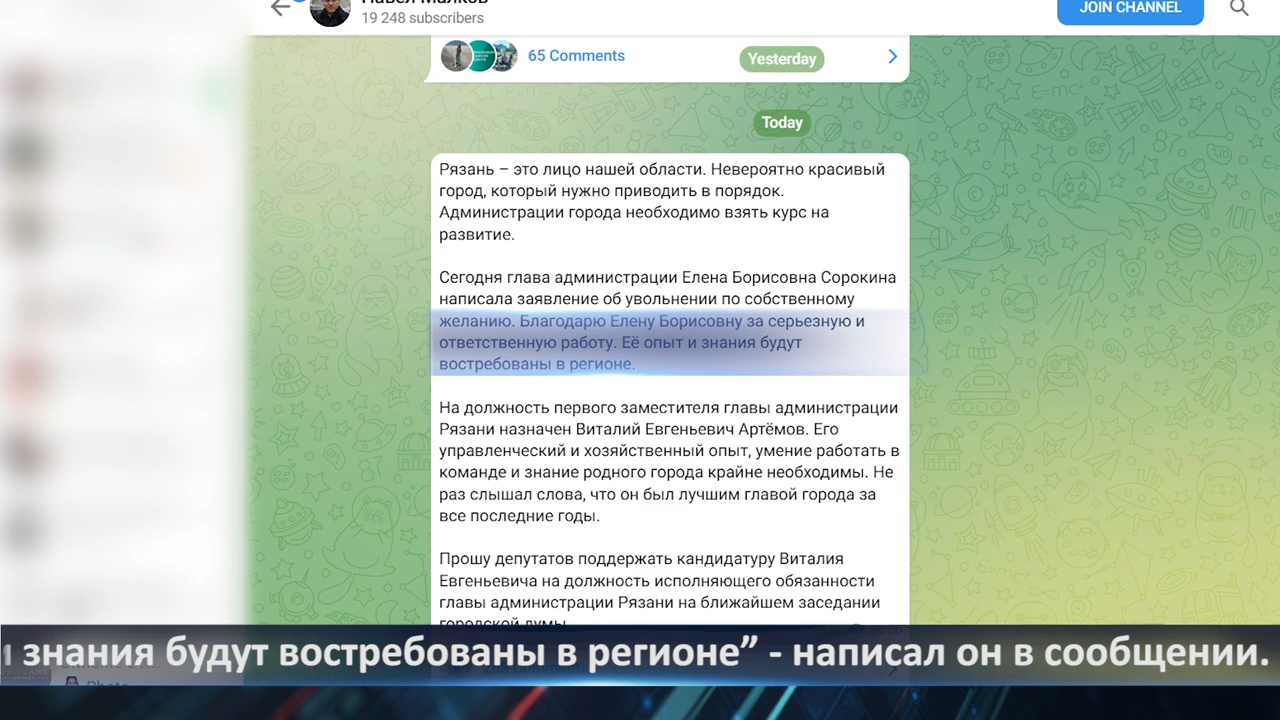 Павел Малков
19 248 subscribers
JOIN CHANNEL
65 Comments
Yesterday
Today
Рязань – это лицо нашей области. Невероятно красивый
город, который нужно приводить в порядок.
Администрации города необходимо взять курс на
развитие.
Сегодня глава администрации Елена Борисовна Сорокина
написала заявление об увольнении по собственному
желанию. Благодарю Елену Борисовну за серьезную и
ответственную работу. Её опыт и знания будут
востребованы в регионе.
На должность первого заместителя главы администрации
Рязани назначен Виталий Евгеньевич Артёмов. Его
управленческий и хозяйственный опыт, умение работать в
команде и знание родного города крайне необходимы. Не
раз слышал слова, что он был лучшим главой города за
все последние годы.
Прошу депутатов поддержать кандидатуру Виталия
Евгеньевича на должность исполняющего обязанности
главы администрации Рязани на ближайшем заседании
городской думы.
и знания будут востребованы в регионе” - написал он в сообщении.
Photo